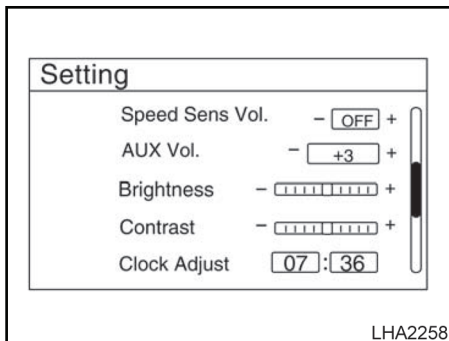 Setting
Speed Sens Vol. - OFF +
AUX Vol. - +3 +
Brightness - +
Contrast - +
Clock Adjust 07 : 36
LHA2258